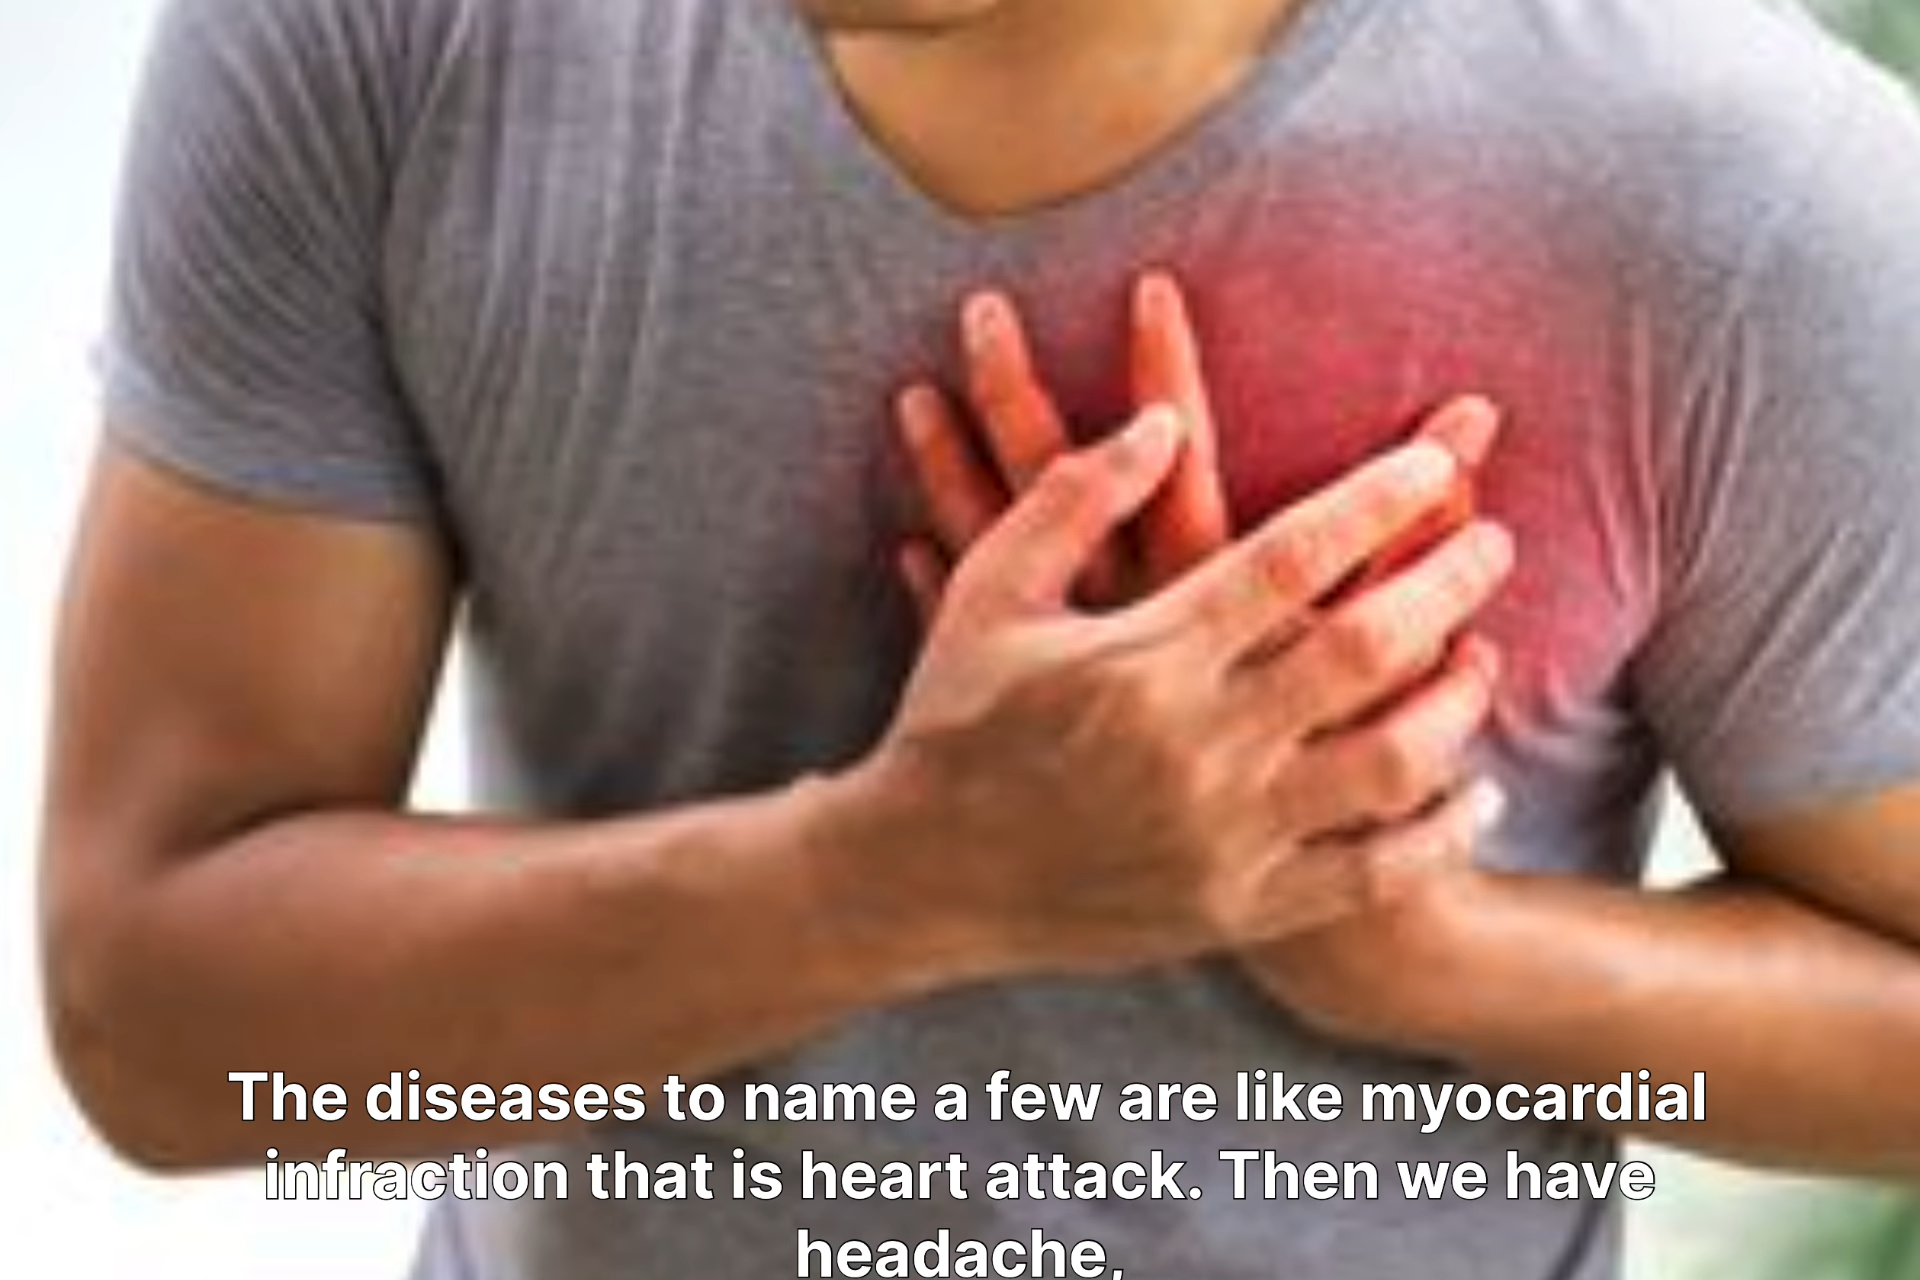 The diseases to name a few are like myocardial
infraction that is heart attack. Then we have
headache,